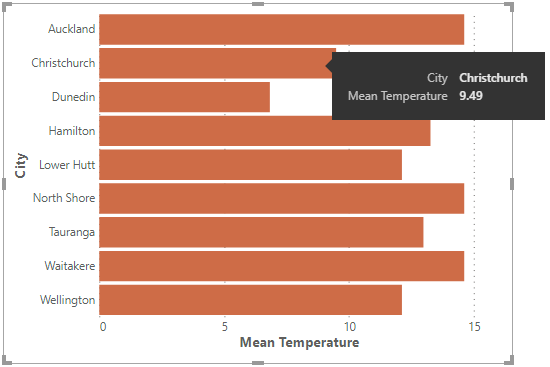 Auckland
Christchurch
Dunedin
Hamilton
Lower Hutt
North Shore
Tauranga
Waitakere
Wellington
City
0 5 10 15
Mean Temperature
City Christchurch
Mean Temperature 9.49